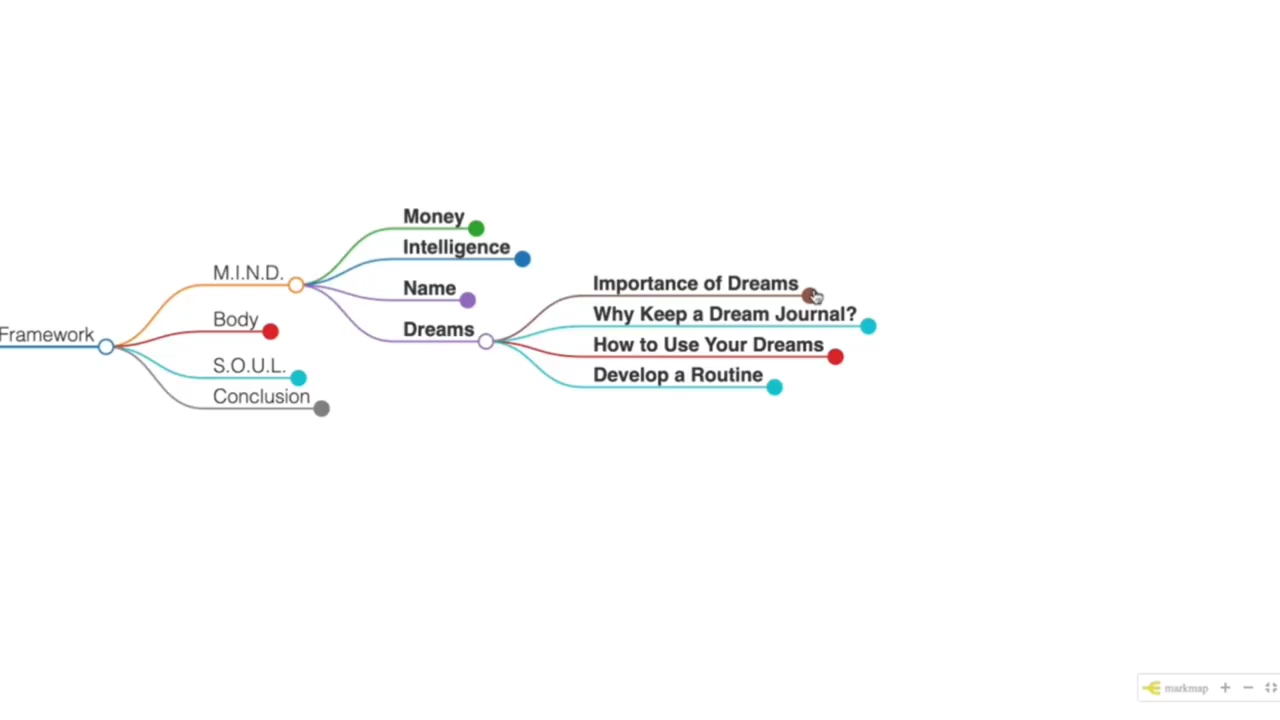 Framework
M.I.N.D.
Body
S.O.U.L.
Conclusion
Money
Intelligence
Name
Dreams
Importance of Dreams
Why Keep a Dream Journal?
How to Use Your Dreams
Develop a Routine
markmap + −